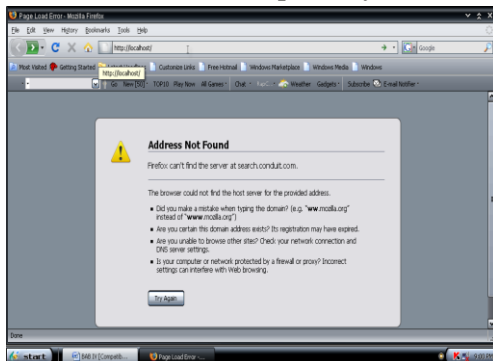 Page Load Error - Mozilla Firefox
File Edit View History Bookmarks Tools Help
http://localhost/
Google
Most Visited Getting Started Customize Links Free Hotmail Windows Marketplace Windows Media Windows
http://localhost/
Go New [50] TOP10 Play Now All Games Chat Weather Gadgets Subscribe E-mail Notifier
Address Not Found
Firefox can't find the server at search.conduit.com.
The browser could not find the host server for the provided address.
Did you make a mistake when typing the domain? (e.g. "ww.mozilla.org"
instead of "www.mozilla.org")
Are you certain this domain address exists? Its registration may have expired.
Are you unable to browse other sites? Check your network connection and
DNS server settings.
Is your computer or network protected by a firewall or proxy? Incorrect
settings can interfere with Web browsing.
Try Again
Done
start BAB IV [Compatib... Page Load Error -...